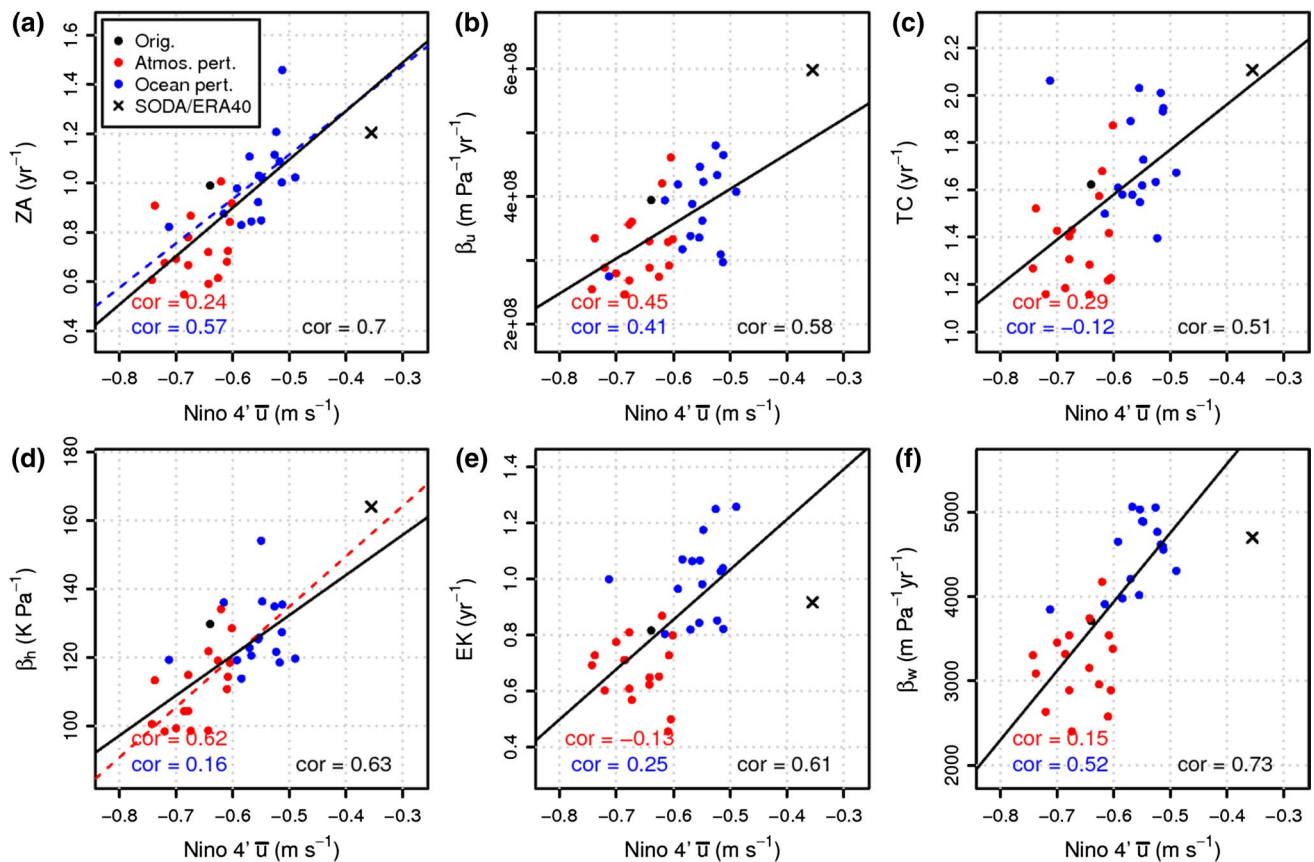 (a)
ZA (yr⁻¹)
1.6
1.4
1.2
1.0
0.8
0.6
0.4
Orig.
Atmos. pert.
Ocean pert.
SODA/ERA40
cor = 0.24
cor = 0.57
cor = 0.7
−0.8 −0.7 −0.6 −0.5 −0.4 −0.3
Nino 4' u̅ (m s⁻¹)
(b)
βu (m Pa⁻¹yr⁻¹)
6e+08
4e+08
2e+08
cor = 0.45
cor = 0.41
cor = 0.58
−0.8 −0.7 −0.6 −0.5 −0.4 −0.3
Nino 4' u̅ (m s⁻¹)
(c)
TC (yr⁻¹)
2.2
2.0
1.8
1.6
1.4
1.2
1.0
cor = 0.29
cor = −0.12
cor = 0.51
−0.8 −0.7 −0.6 −0.5 −0.4 −0.3
Nino 4' u̅ (m s⁻¹)
(d)
βh (K Pa⁻¹)
180
160
140
120
100
cor = 0.62
cor = 0.16
cor = 0.63
−0.8 −0.7 −0.6 −0.5 −0.4 −0.3
Nino 4' u̅ (m s⁻¹)
(e)
EK (yr⁻¹)
1.4
1.2
1.0
0.8
0.6
0.4
cor = −0.13
cor = 0.25
cor = 0.61
−0.8 −0.7 −0.6 −0.5 −0.4 −0.3
Nino 4' u̅ (m s⁻¹)
(f)
βw (m Pa⁻¹yr⁻¹)
5000
4000
3000
2000
cor = 0.15
cor = 0.52
cor = 0.73
−0.8 −0.7 −0.6 −0.5 −0.4 −0.3
Nino 4' u̅ (m s⁻¹)